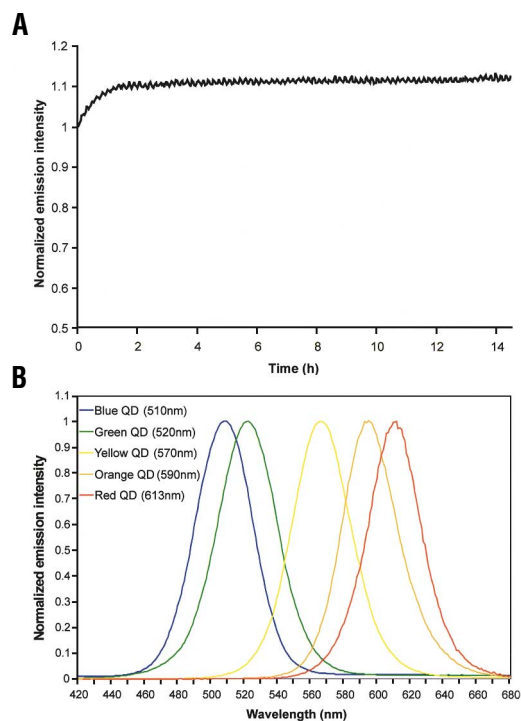 A
1.2
1.1
1
0.9
0.8
0.7
0.6
0.5
Normalized emission intensity
0 2 4 6 8 10 12 14
Time (h)
B
1.1
1
0.9
0.8
0.7
0.6
0.5
0.4
0.3
0.2
0.1
0
Normalized emission intensity
Blue QD (510nm)
Green QD (520nm)
Yellow QD (570nm)
Orange QD (590nm)
Red QD (613nm)
420 440 460 480 500 520 540 560 580 600 620 640 660 680
Wavelength (nm)